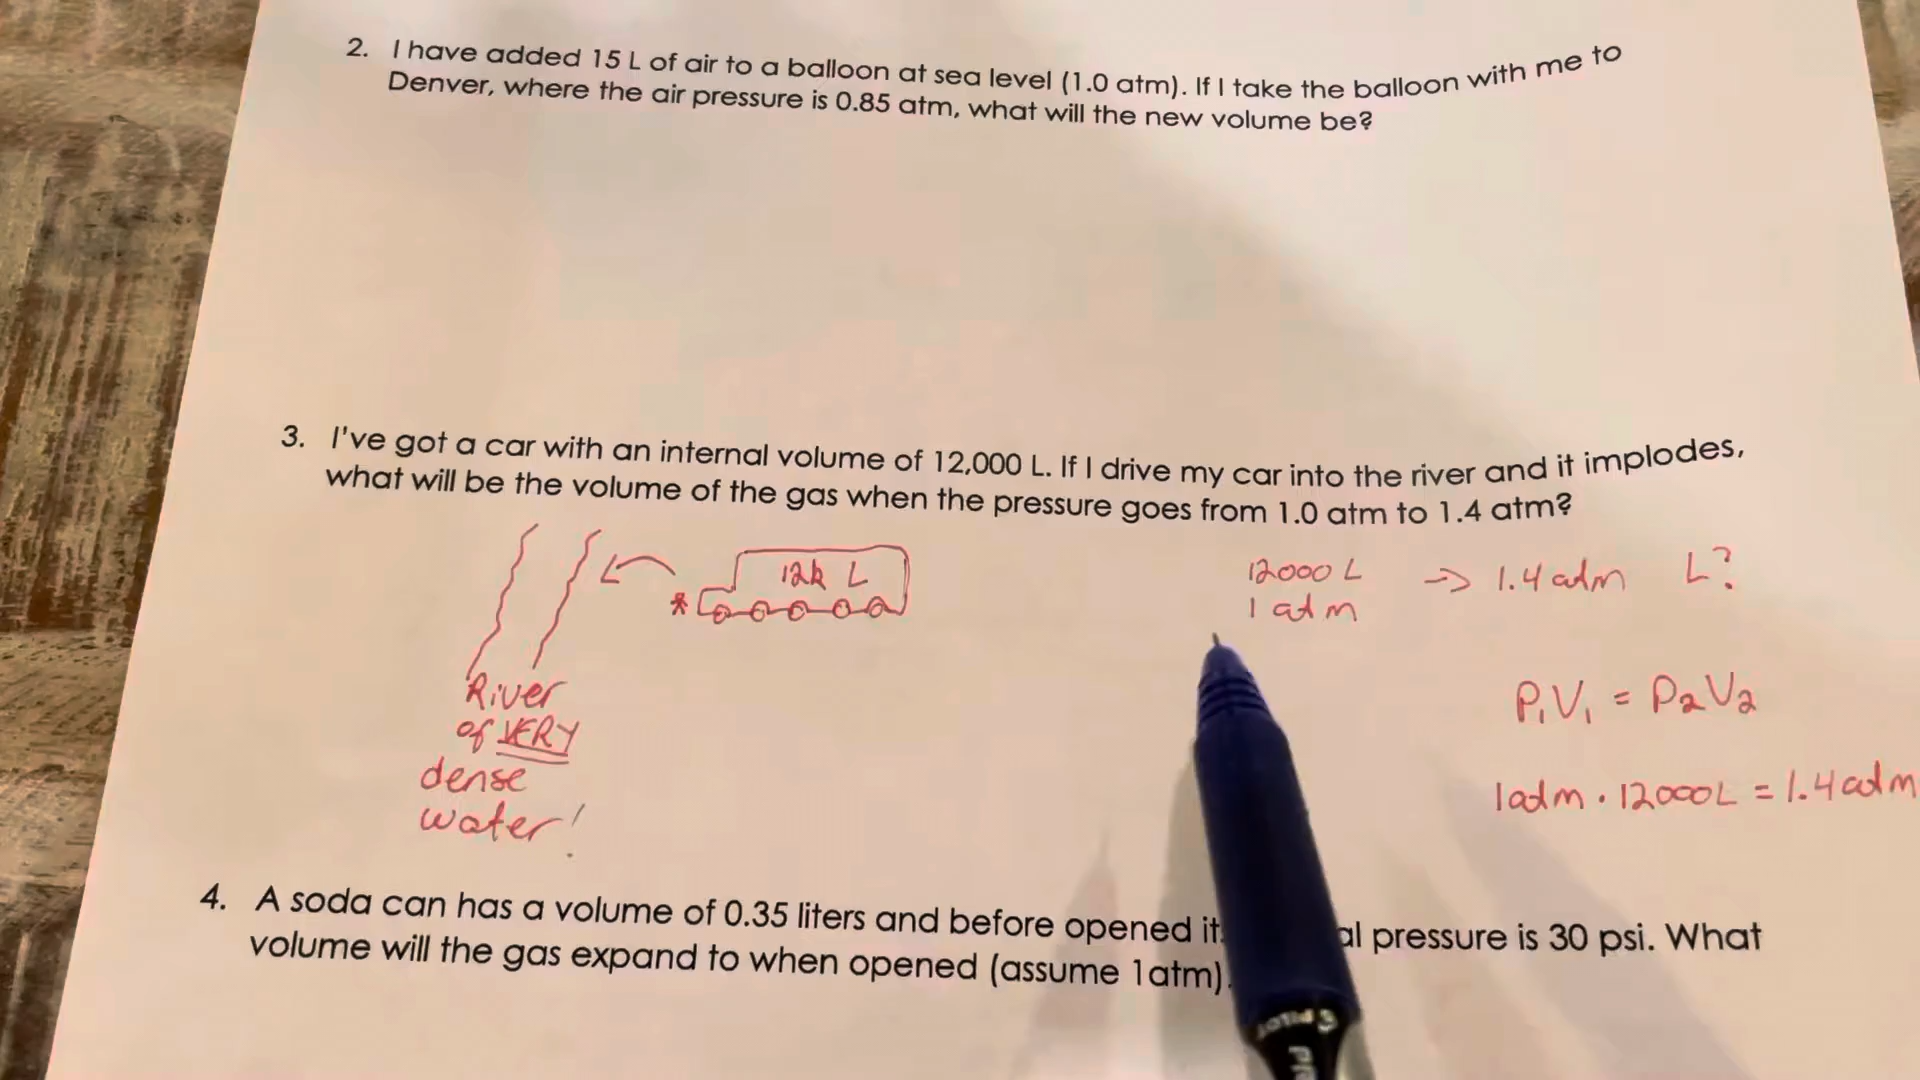 2. I have added 15 L of air to a balloon at sea level (1.0 atm). If I take the balloon with me to
Denver, where the air pressure is 0.85 atm, what will the new volume be?
3. I've got a car with an internal volume of 12,000 L. If I drive my car into the river and it implodes,
what will be the volume of the gas when the pressure goes from 1.0 atm to 1.4 atm?
12k L
River
of VERY
dense
water!
12000 L → 1.4 atm L?
1 atm
P₁V₁ = P₂V₂
1 atm · 12000L = 1.4 atm
4. A soda can has a volume of 0.35 liters and before opened it al pressure is 30 psi. What
volume will the gas expand to when opened (assume 1atm)
PILOT